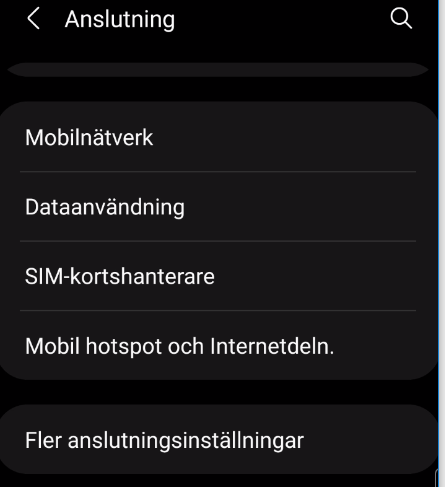 Anslutning
Mobilnätverk
Dataanvändning
SIM-kortshanterare
Mobil hotspot och Internetdeln.
Fler anslutningsinställningar